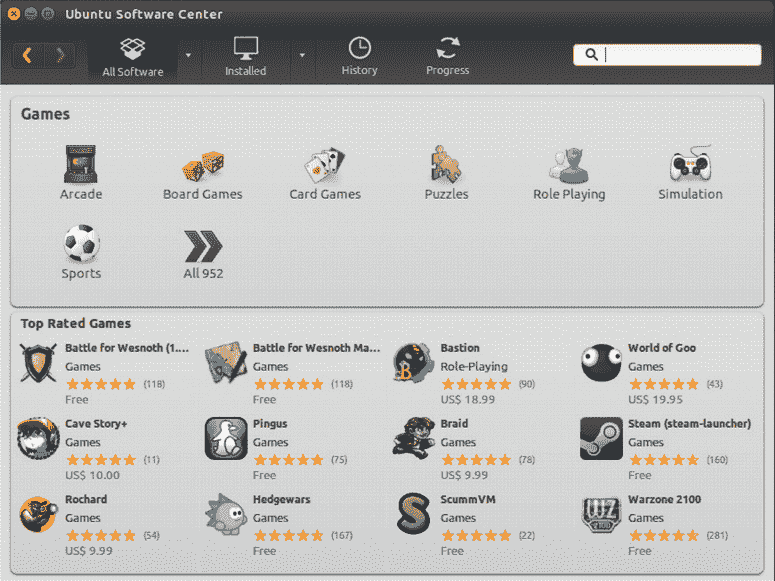 Ubuntu Software Center
All Software
Installed
History
Progress
Games
Arcade
Board Games
Card Games
Puzzles
Role Playing
Simulation
Sports
All 952
Top Rated Games
Battle for Wesnoth (1....
Games
(118)
Free
Battle for Wesnoth Ma...
Games
(118)
Free
Bastion
Role-Playing
(90)
US$ 18.99
World of Goo
Games
(43)
US$ 19.95
Cave Story+
Games
(11)
US$ 10.00
Pingus
Games
(75)
Free
Braid
Games
(78)
US$ 9.99
Steam (steam-launcher)
Games
(160)
Free
Rochard
Games
(54)
US$ 9.99
Hedgewars
Games
(167)
Free
ScummVM
Games
(22)
Free
WZ
2100
Warzone 2100
Games
(281)
Free